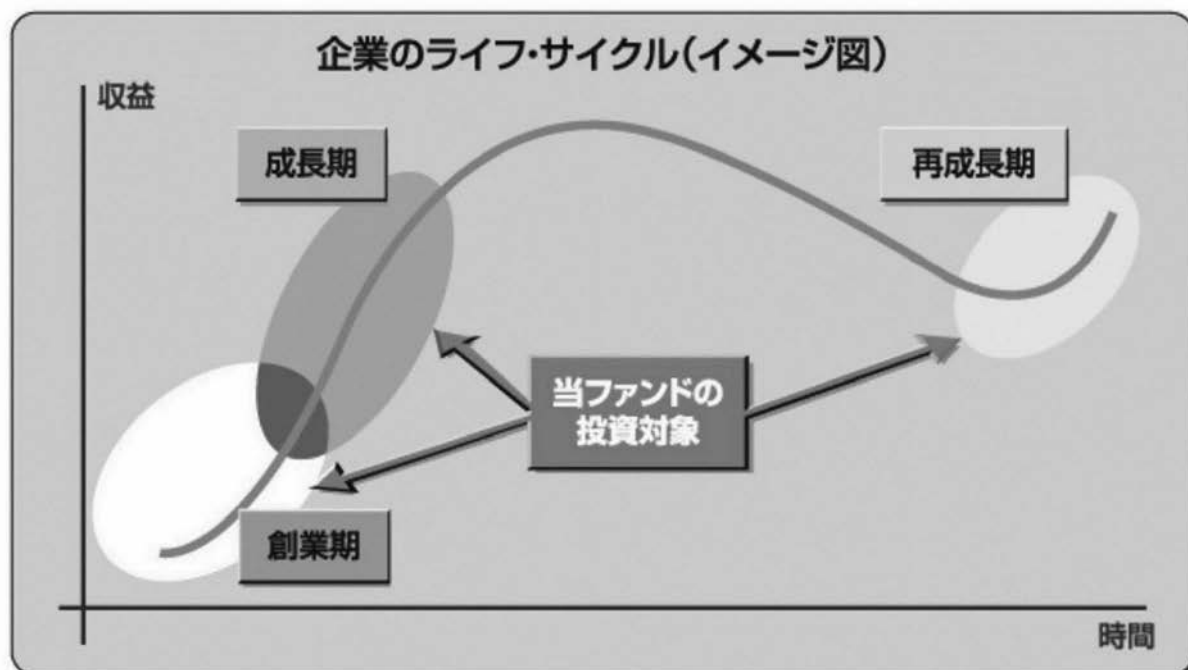 企業のライフ・サイクル(イメージ図)
収益
成長期
再成長期
当ファンドの
投資対象
創業期
時間